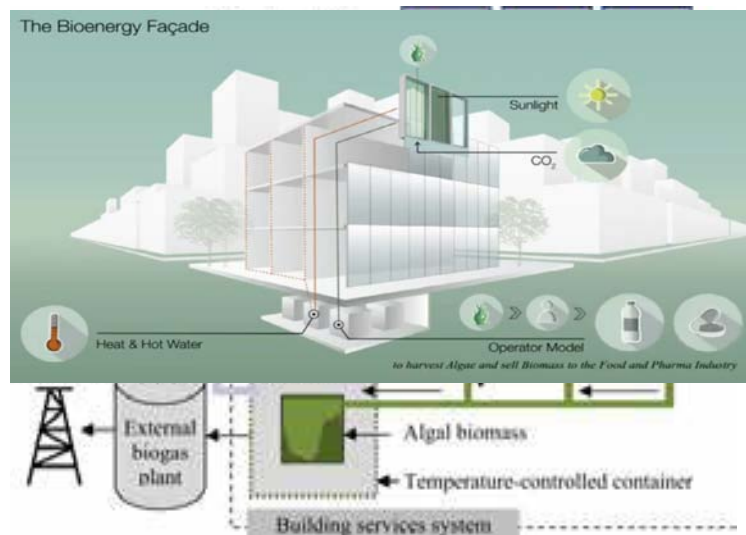 The Bioenergy Façade
Sunlight
CO2
Heat & Hot Water
Operator Model
to harvest Algae and sell Biomass to the Food and Pharma Industry
External
biogas
plant
Algal biomass
Temperature-controlled container
Building services system